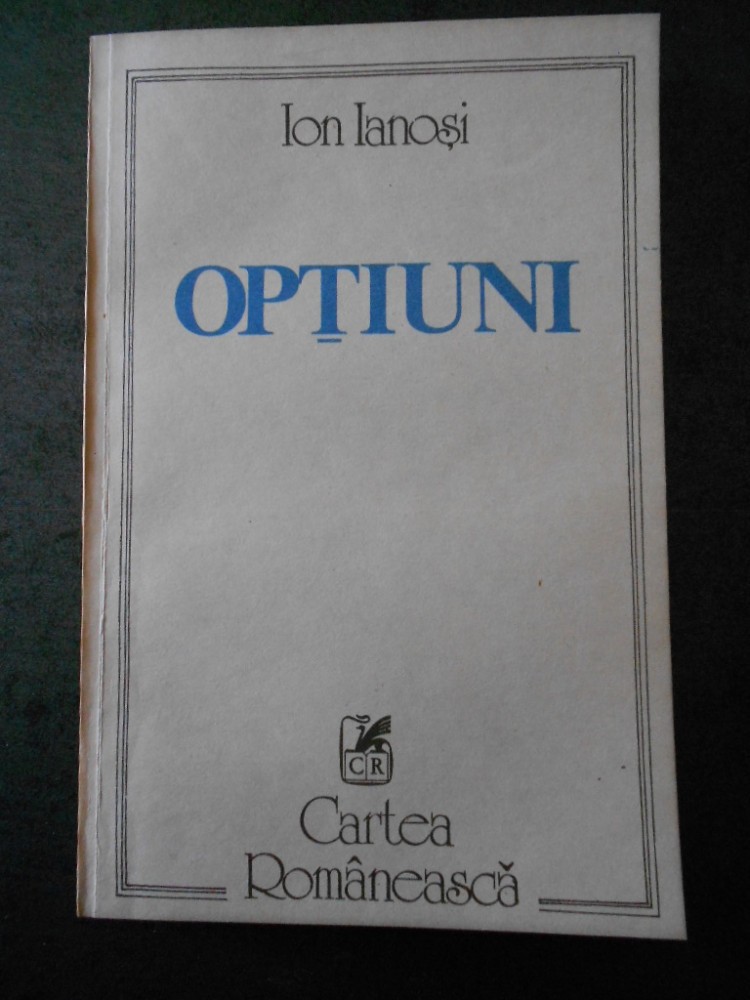 Ion Ianoși
OPȚIUNI
CR
Cartea
Românească